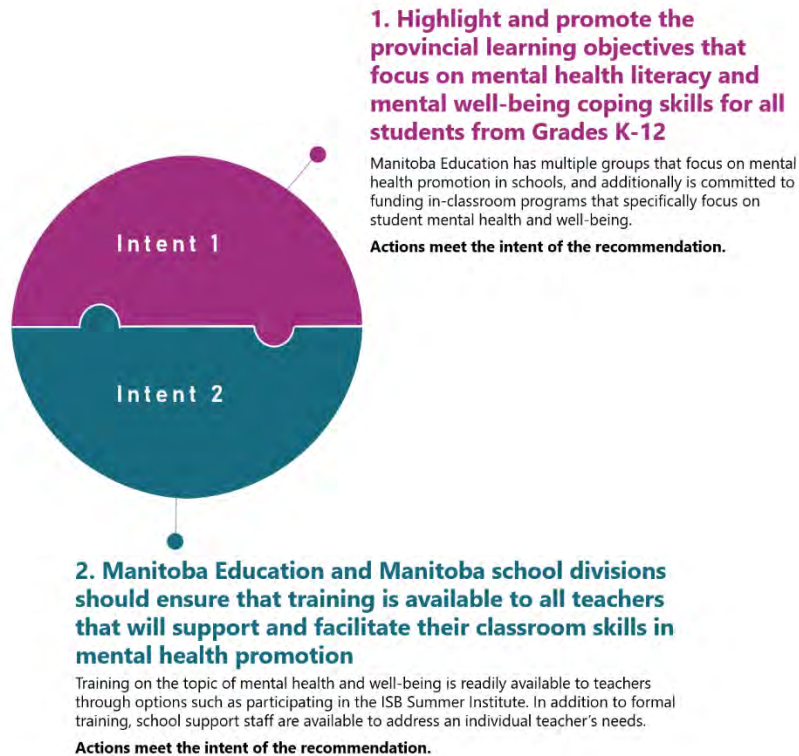 1. Highlight and promote the
provincial learning objectives that
focus on mental health literacy and
mental well-being coping skills for all
students from Grades K-12
Manitoba Education has multiple groups that focus on mental
health promotion in schools, and additionally is committed to
funding in-classroom programs that specifically focus on
student mental health and well-being.
Actions meet the intent of the recommendation.
Intent 1
Intent 2
2. Manitoba Education and Manitoba school divisions
should ensure that training is available to all teachers
that will support and facilitate their classroom skills in
mental health promotion
Training on the topic of mental health and well-being is readily available to teachers
through options such as participating in the ISB Summer Institute. In addition to formal
training, school support staff are available to address an individual teacher's needs.
Actions meet the intent of the recommendation.